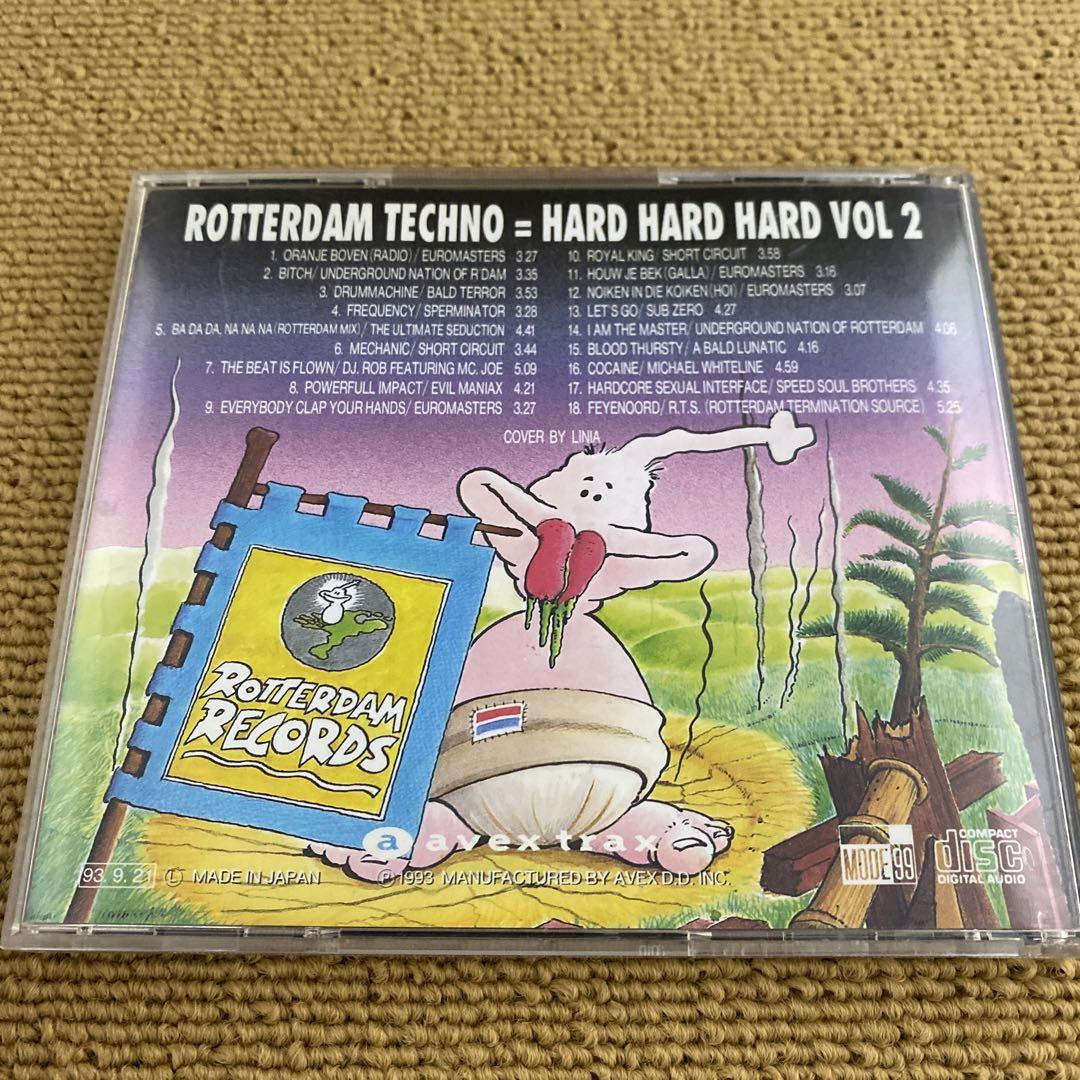 ROTTERDAM TECHNO = HARD HARD HARD VOL 2
1. ORANJE BOVEN (RADIO) / EUROMASTERS 3.27
2. BITCH / UNDERGROUND NATION OF R'DAM 3.35
3. DRUMMACHINE / BALD TERROR 3.53
4. FREQUENCY / SPERMINATOR 3.28
5. BA DA DA, NA NA NA (ROTTERDAM MIX) / THE ULTIMATE SEDUCTION 4.41
6. MECHANIC / SHORT CIRCUIT 3.44
7. THE BEAT IS FLOWN / DJ. ROB FEATURING MC. JOE 5.09
8. POWERFULL IMPACT / EVIL MANIAX 4.21
9. EVERYBODY CLAP YOUR HANDS / EUROMASTERS 3.27
10. ROYAL KING / SHORT CIRCUIT 3.58
11. HOUW JE BEK (GALLA) / EUROMASTERS 3.16
12. NOIKEN IN DIE KOIKEN (HOI) / EUROMASTERS 3.07
13. LET'S GO / SUB ZERO 4.27
14. I AM THE MASTER / UNDERGROUND NATION OF ROTTERDAM 4.06
15. BLOOD THURSTY / A BALD LUNATIC 4.16
16. COCAINE / MICHAEL WHITELINE 4.59
17. HARDCORE SEXUAL INTERFACE / SPEED SOUL BROTHERS 4.35
18. FEYENOORD / R.T.S. (ROTTERDAM TERMINATION SOURCE) 5.25
COVER BY LINIA
ROTTERDAM
RECORDS
a avex trax
93. 9. 21 L MADE IN JAPAN
℗ 1993 MANUFACTURED BY AVEX D.D. INC.
MODE 99
COMPACT
disc
DIGITAL AUDIO